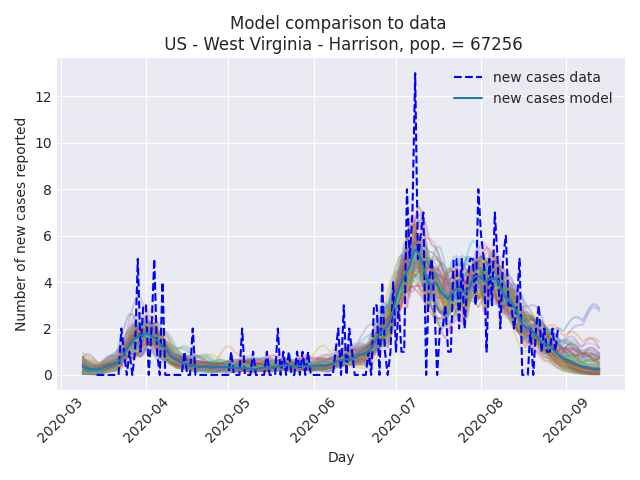 Model comparison to data
US - West Virginia - Harrison, pop. = 67256
new cases data
new cases model
Number of new cases reported
12
10
8
6
4
2
0
2020-03
2020-04
2020-05
2020-06
2020-07
2020-08
2020-09
Day